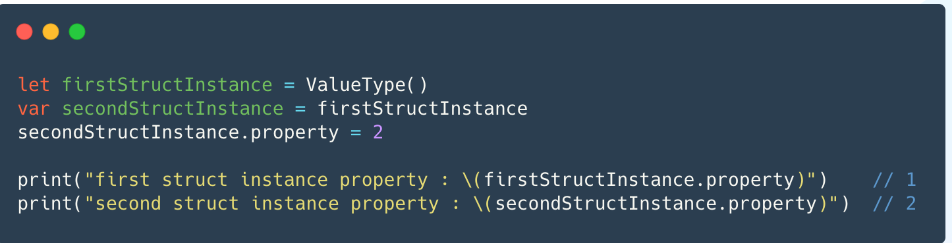 let firstStructInstance = ValueType()
var secondStructInstance = firstStructInstance
secondStructInstance.property = 2
print("first struct instance property : \(firstStructInstance.property)")    // 1
print("second struct instance property : \(secondStructInstance.property)")  // 2